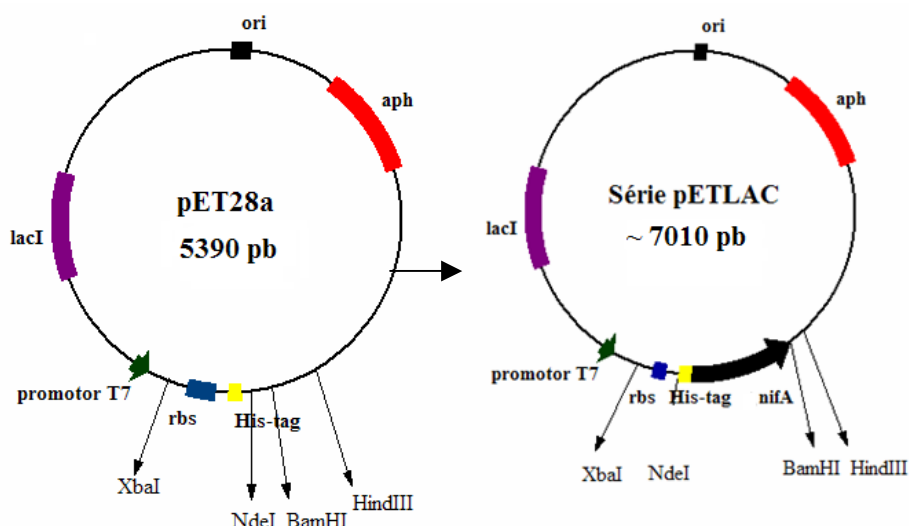 ori
aph
pET28a
5390 pb
lacI
promotor T7
rbs
His-tag
XbaI
NdeI
BamHI
HindIII
ori
aph
Série pETLAC
~ 7010 pb
lacI
promotor T7
rbs
His-tag
nifA
XbaI
NdeI
BamHI
HindIII